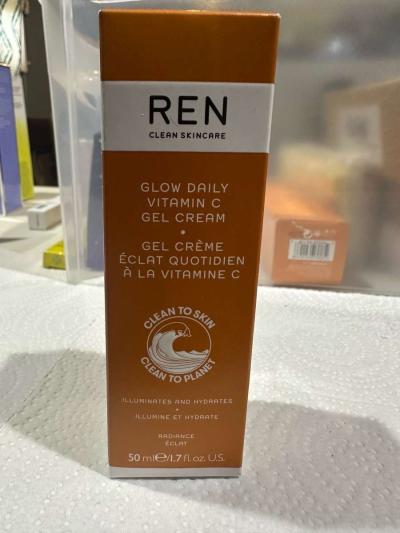 REN
CLEAN SKINCARE
GLOW DAILY
VITAMIN C
GEL CREAM
•
GEL CRÈME
ÉCLAT QUOTIDIEN
À LA VITAMINE C
CLEAN TO SKIN
CLEAN TO PLANET
ILLUMINATES AND HYDRATES
•
ILLUMINE ET HYDRATE
RADIANCE
ÉCLAT
50 ml℮/1.7 fl. oz. U.S.